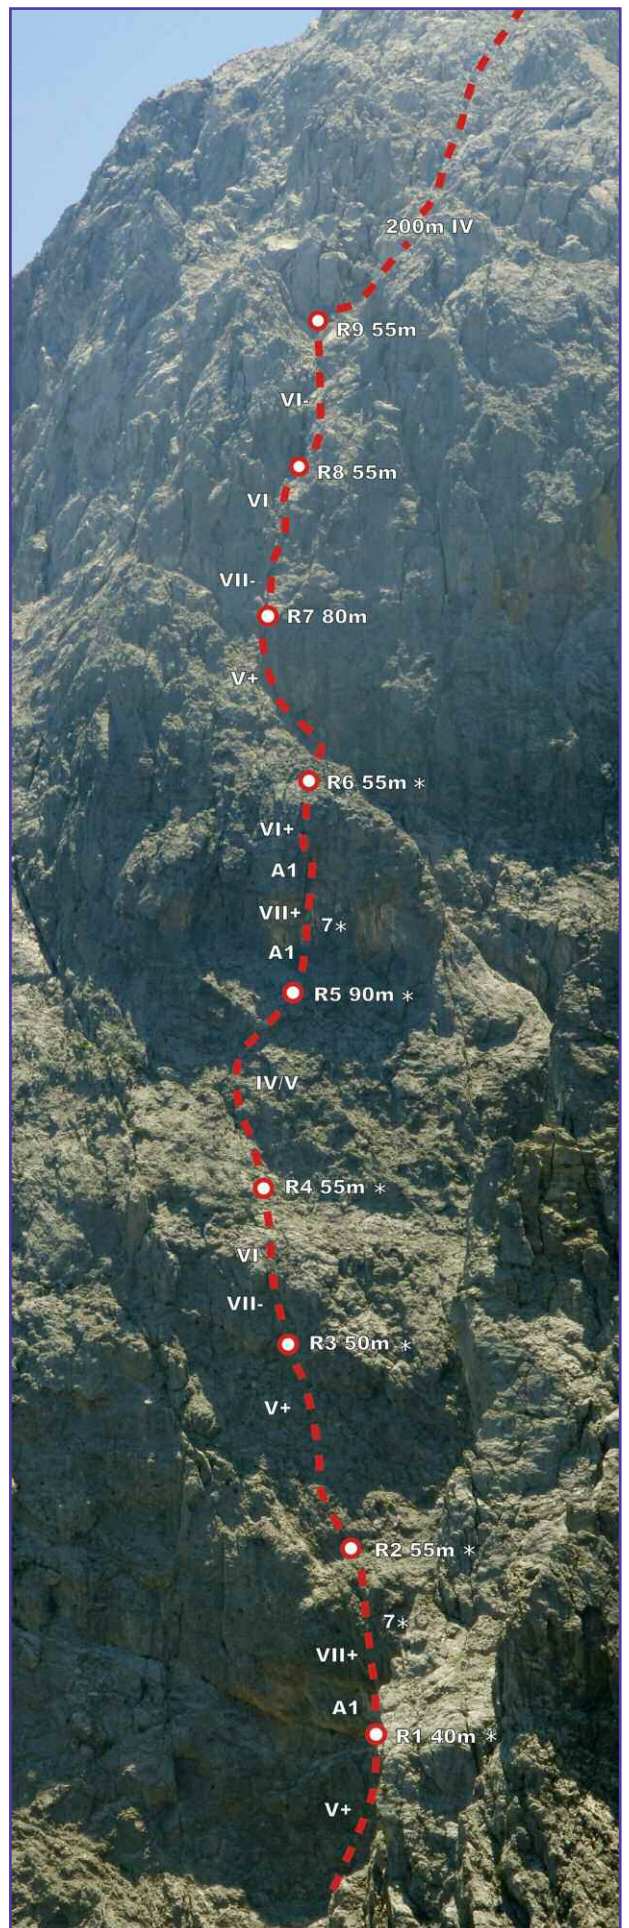 200m IV
R9 55m
VI-
R8 55m
VI
VII-
R7 80m
V+
R6 55m *
VI+
A1
VII+
7*
A1
R5 90m *
IV/V
R4 55m *
VI
VII-
R3 50m *
V+
R2 55m *
7*
VII+
A1
R1 40m *
V+